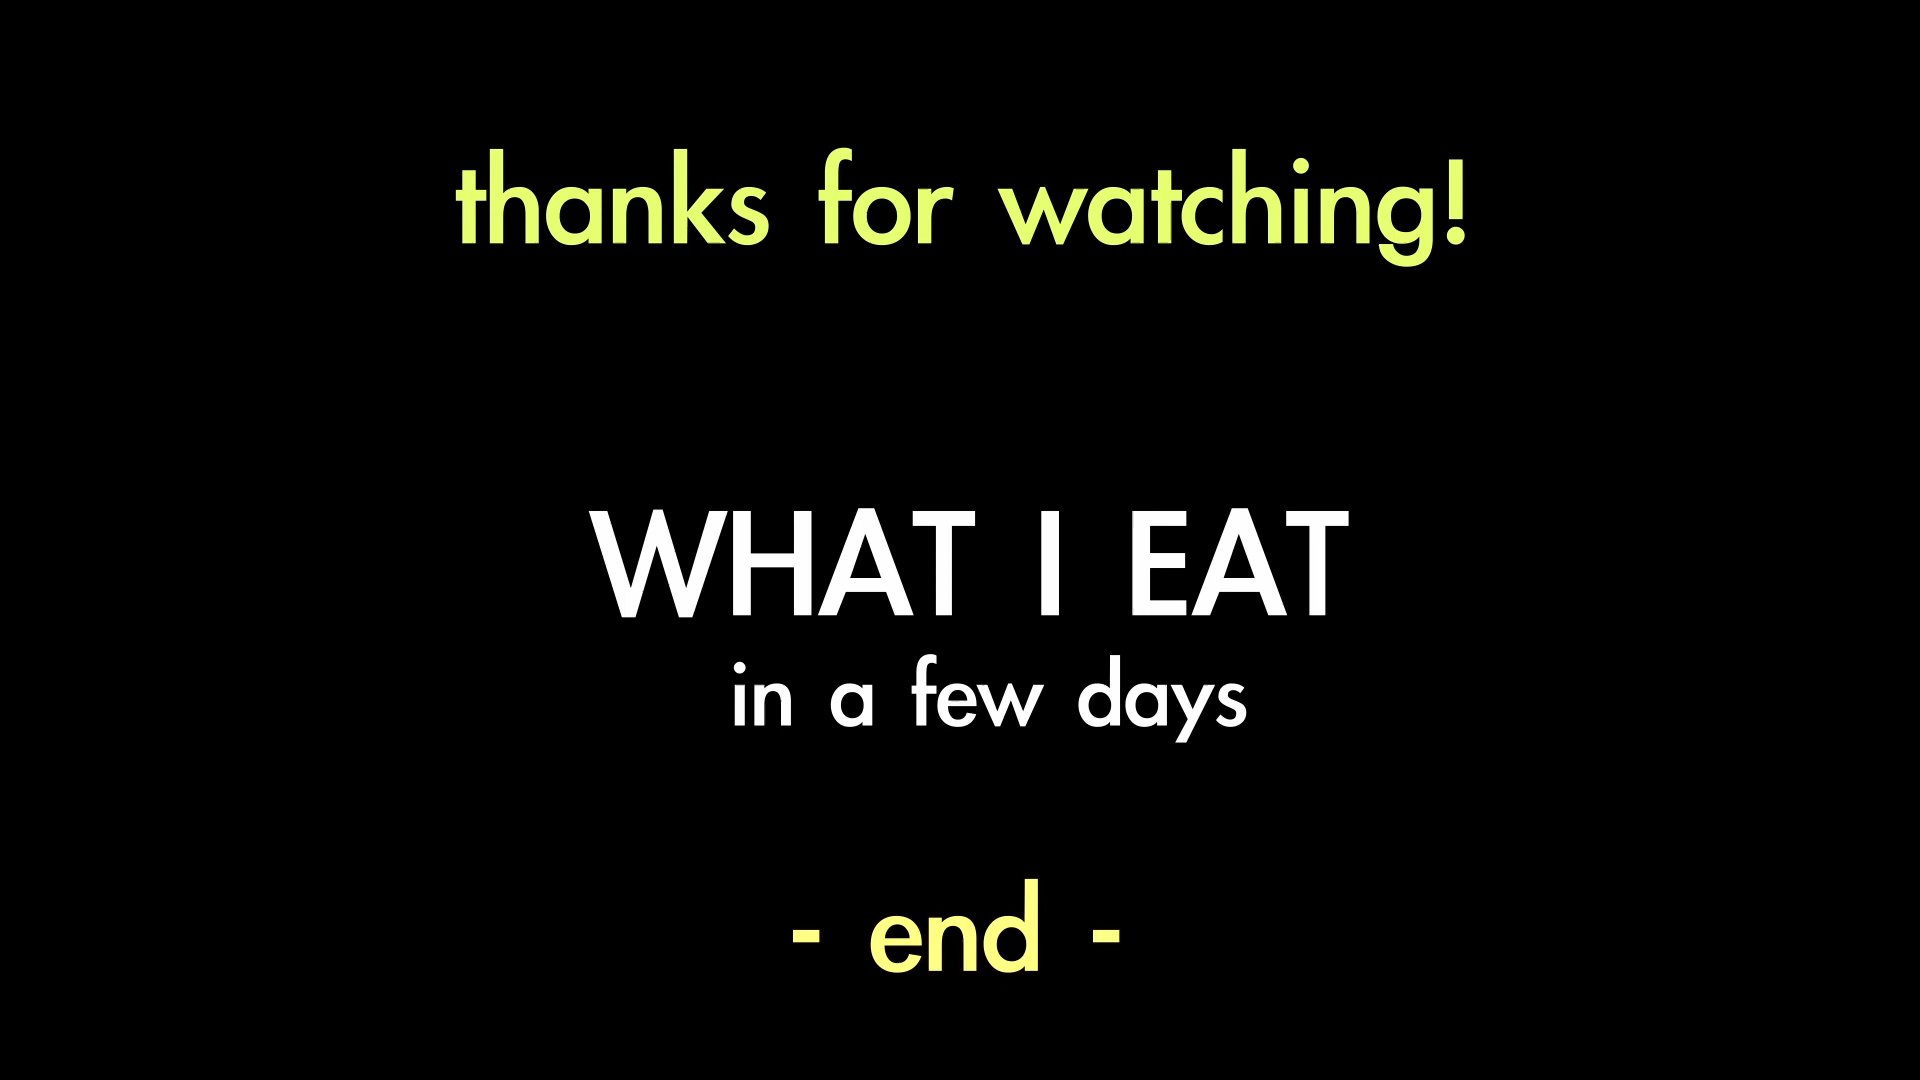 thanks for watching!
WHAT I EAT
in a few days
- end -